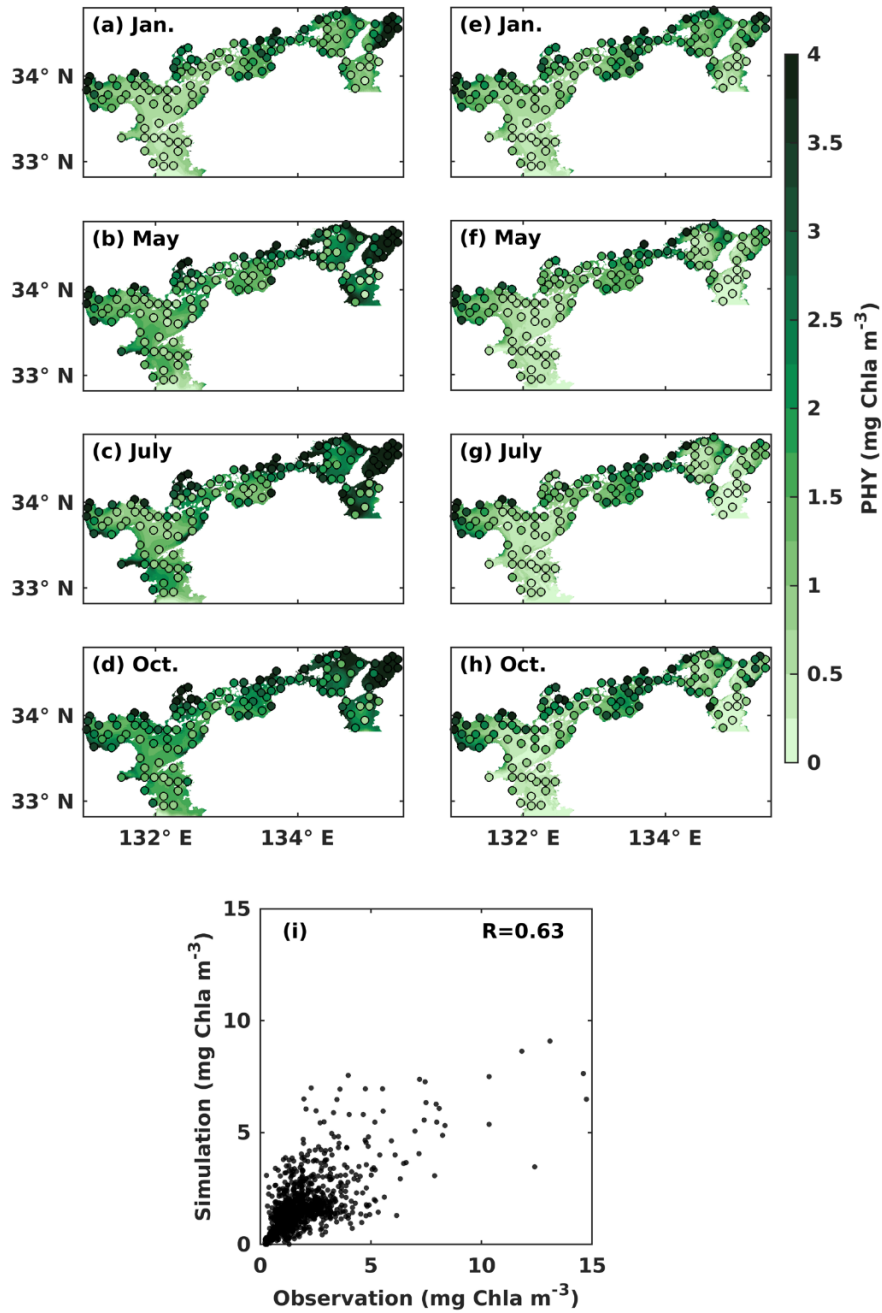 (a) Jan.
(e) Jan.
34° N
33° N
(b) May
(f) May
34° N
33° N
(c) July
(g) July
34° N
33° N
(d) Oct.
(h) Oct.
34° N
33° N
132° E
134° E
132° E
134° E
4
3.5
3
2.5
2
1.5
1
0.5
0
PHY (mg Chla m⁻³)
(i)
R=0.63
15
10
5
0
Simulation (mg Chla m⁻³)
0
5
10
15
Observation (mg Chla m⁻³)